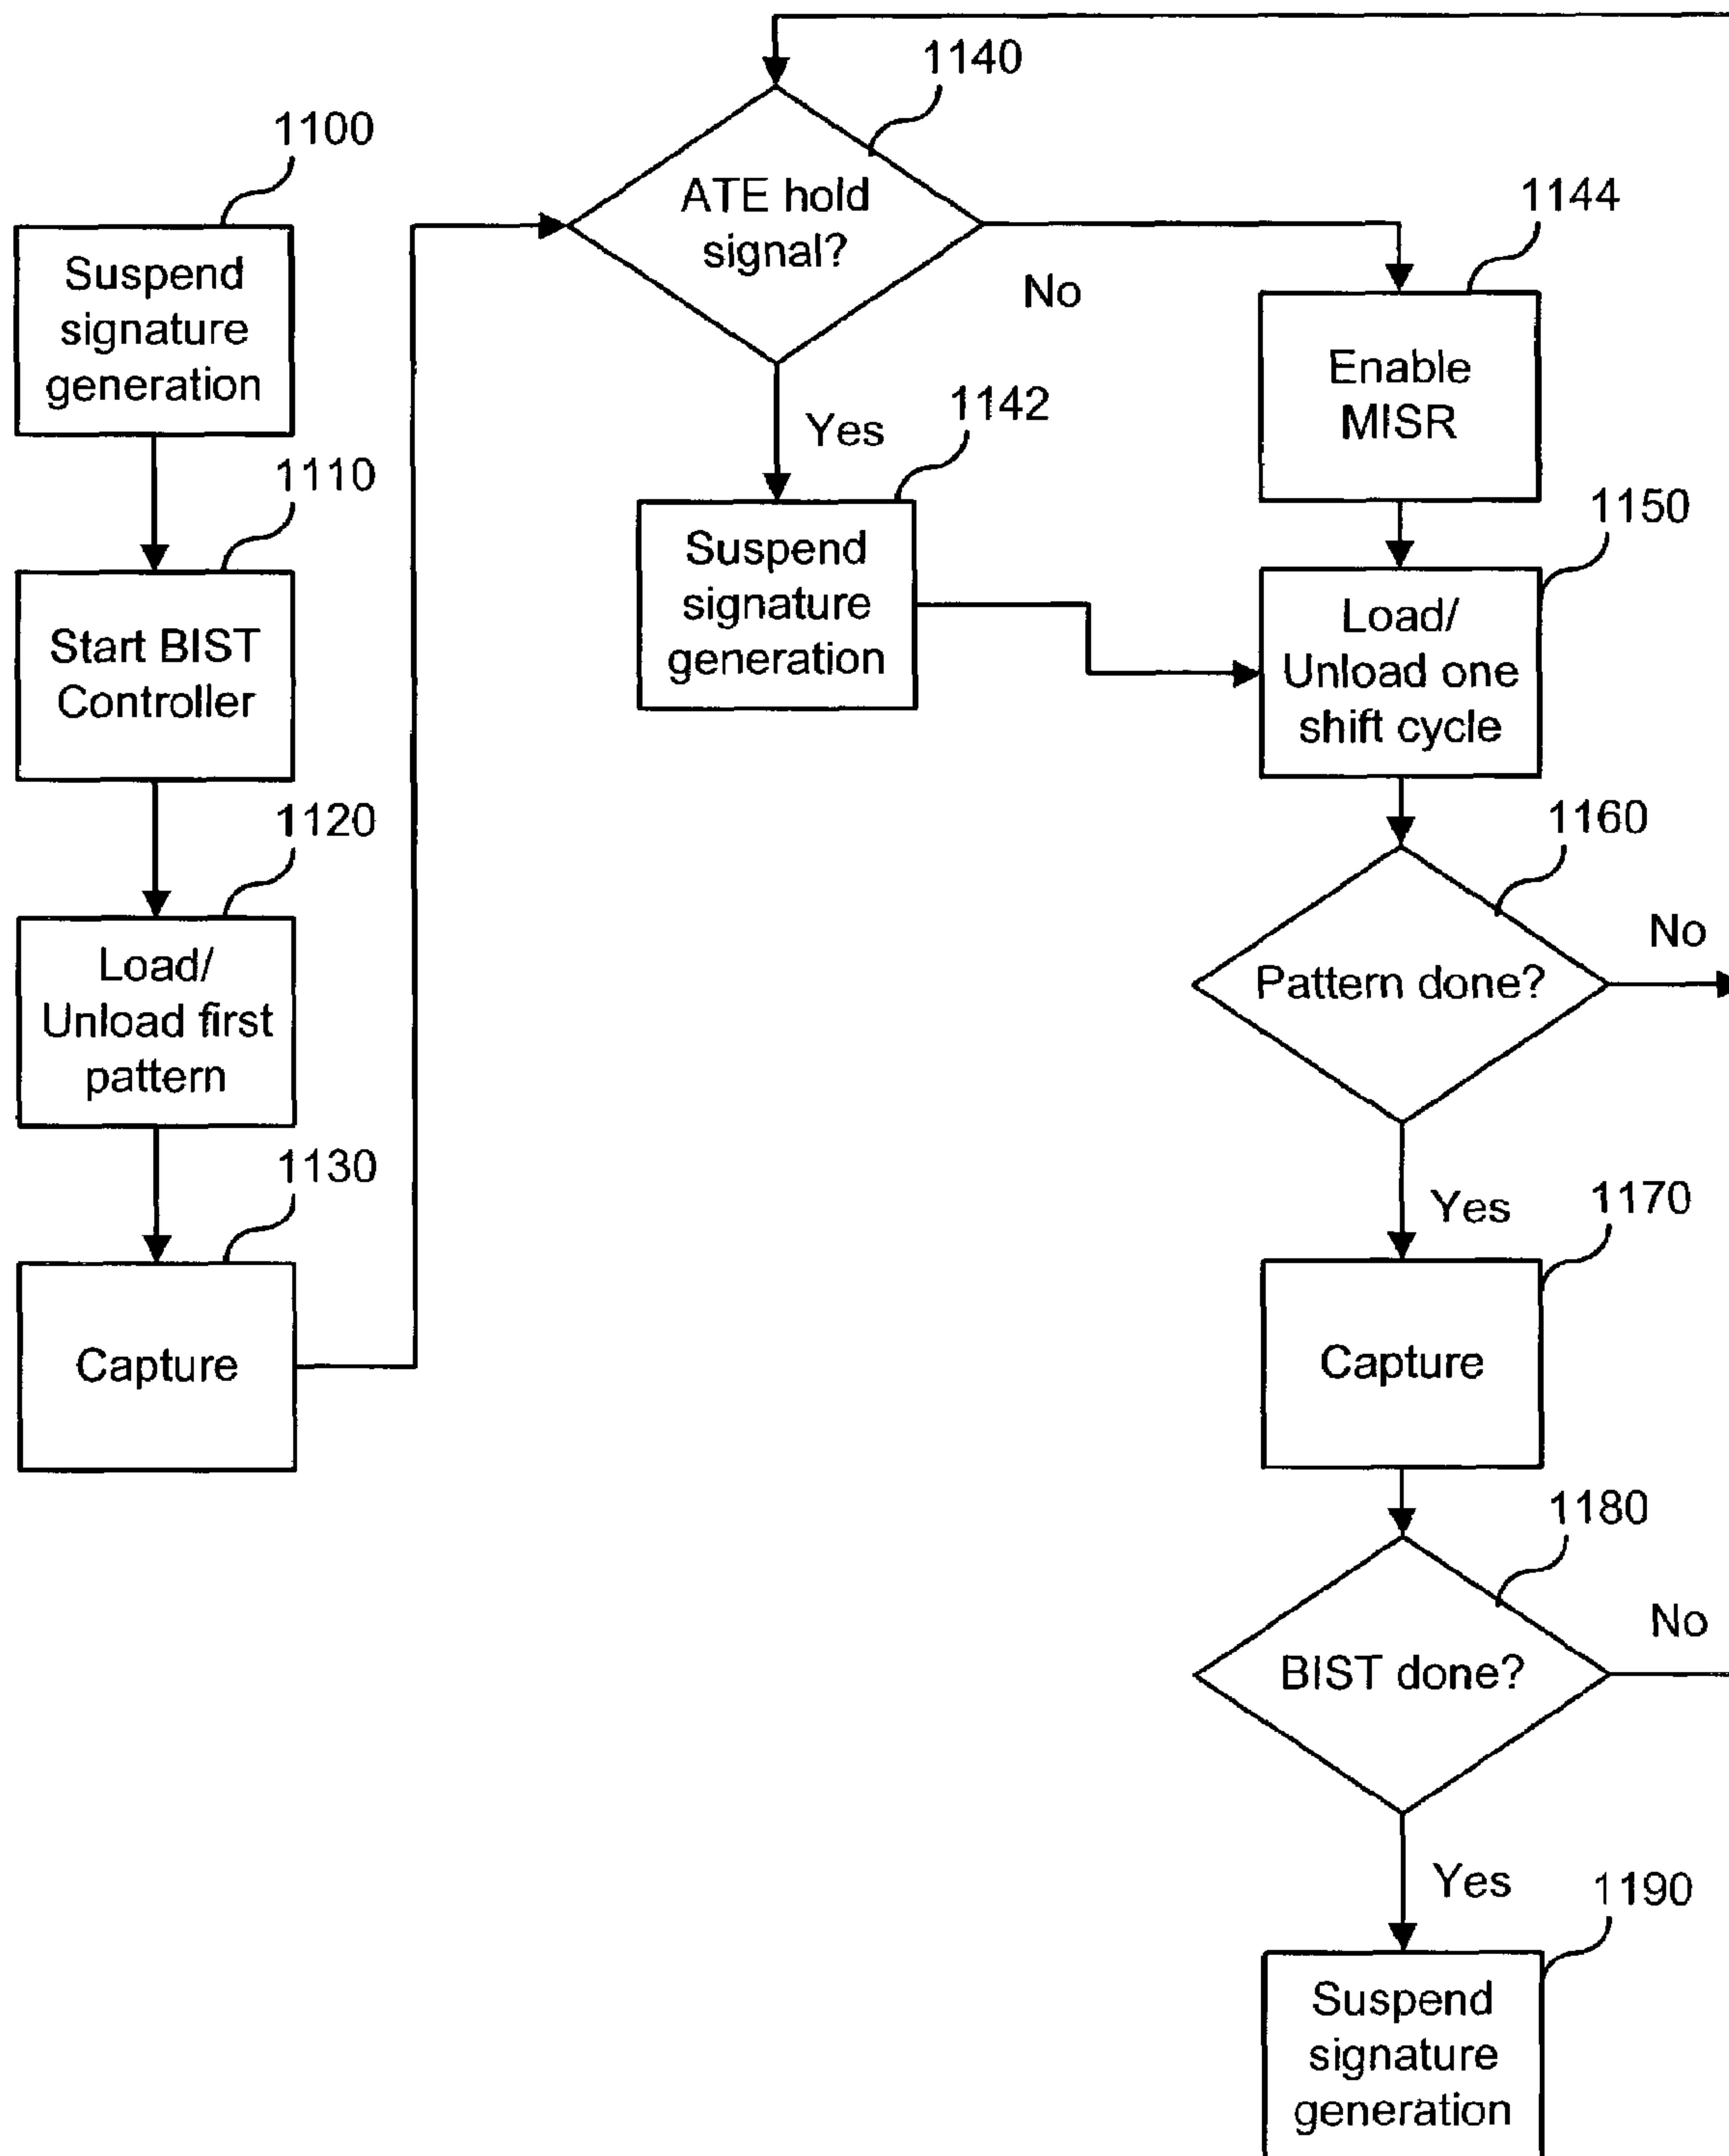 1100
Suspend
signature
generation
1110
Start BIST
Controller
1120
Load/
Unload first
pattern
1130
Capture
1140
ATE hold
signal?
No
Yes
1142
Suspend
signature
generation
1144
Enable
MISR
1150
Load/
Unload one
shift cycle
1160
Pattern done?
No
Yes
1170
Capture
1180
BIST done?
No
Yes
1190
Suspend
signature
generation